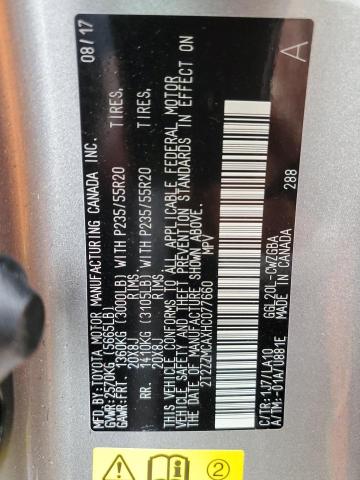 08/17
A
MFD. BY:TOYOTA MOTOR MANUFACTURING CANADA INC.
GVWR:2570KG (5665LB)
GAWR:FRT. 1360KG (3000LB) WITH P235/55R20 TIRES,
20X8J RIMS,
RR. 1410KG (3105LB) WITH P235/55R20 TIRES,
20X8J RIMS,
THIS VEHICLE CONFORMS TO ALL APPLICABLE FEDERAL MOTOR
VEHICLE SAFETY AND THEFT PREVENTION STANDARDS IN EFFECT ON
THE DATE OF MANUFACTURE SHOWN ABOVE.
2T2ZZMCAXHC077660 MPV
288
C/TR:1J7/LA10 GGL20L-CWZGBA
A/TM:-01A/U881E MADE IN CANADA
2